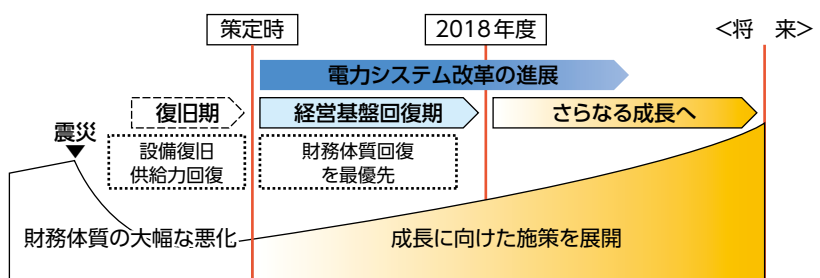 策定時
2018年度
<将 来>
電力システム改革の進展
復旧期
経営基盤回復期
さらなる成長へ
震災
設備復旧
供給力回復
財務体質回復
を最優先
財務体質の大幅な悪化
成長に向けた施策を展開